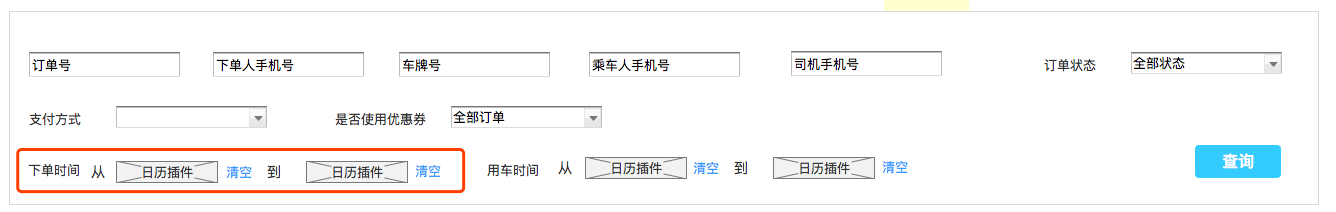 订单号 下单人手机号 车牌号 乘车人手机号 司机手机号 订单状态 全部状态
支付方式 是否使用优惠券 全部订单
下单时间 从 日历插件 清空 到 日历插件 清空 用车时间 从 日历插件 清空 到 日历插件 清空 查询